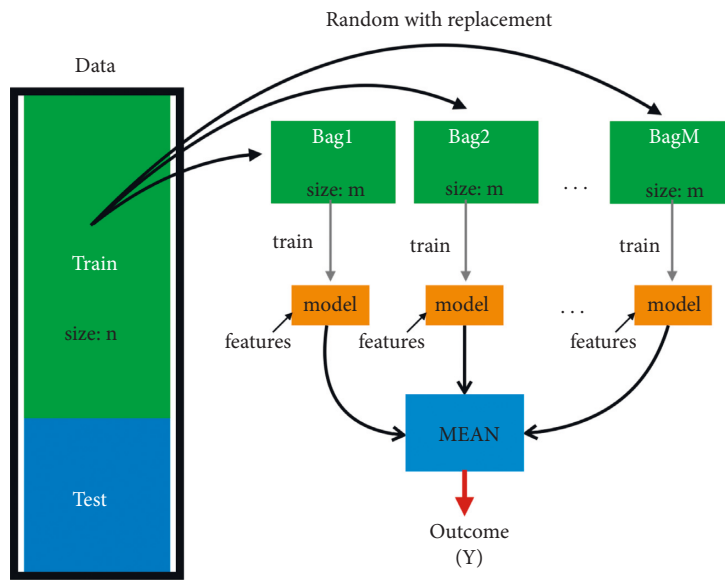 Random with replacement
Data
Train
size: n
Test
Bag1
size: m
Bag2
size: m
. . .
BagM
size: m
train
train
train
model
model
. . .
model
features
features
features
MEAN
Outcome
(Y)